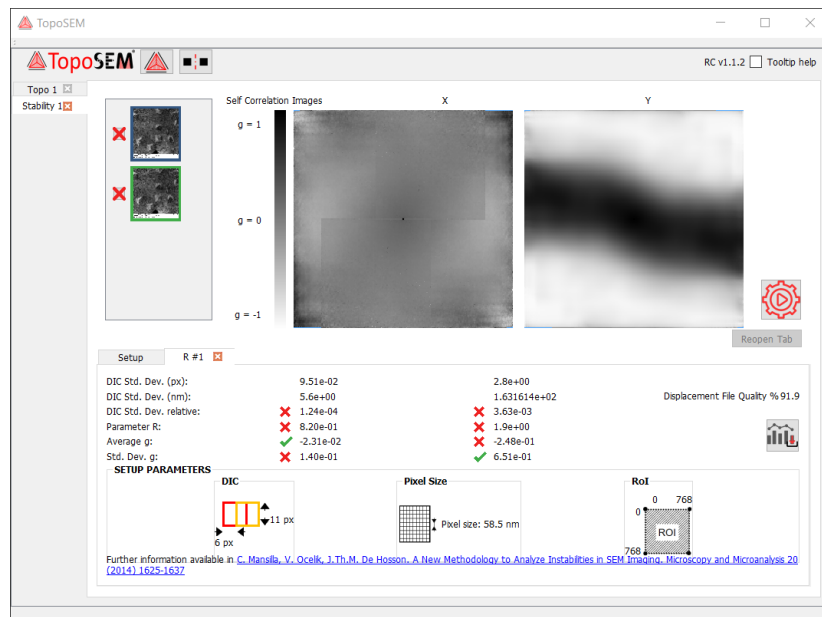 TopoSEM
TopoSEM
RC v1.1.2 Tooltip help
Topo 1
Stability 1
Self Correlation Images X Y
g = 1
g = 0
g = -1
Reopen Tab
Setup R #1
DIC Std. Dev. (px): 9.51e-02 2.8e+00
DIC Std. Dev. (nm): 5.6e+00 1.631614e+02 Displacement File Quality % 91.9
DIC Std. Dev. relative: 1.24e-04 3.63e-03
Parameter R: 8.20e-01 1.9e+00
Average g: -2.31e-02 -2.48e-01
Std. Dev. g: 1.40e-01 6.51e-01
SETUP PARAMETERS
DIC Pixel Size RoI
0 768
0
11 px
Pixel size: 58.5 nm
ROI
6 px
768
Further information available in C. Mansilla, V. Ocelik, J.Th.M. De Hosson. A New Methodology to Analyze Instabilities in SEM Imaging. Microscopy and Microanalysis 20
(2014) 1625-1637